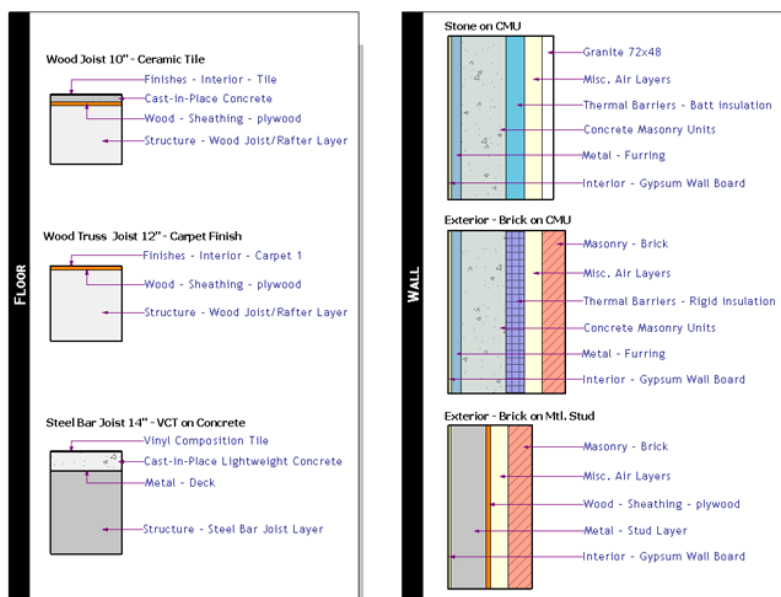 FLOOR
Wood Joist 10" - Ceramic Tile
Finishes - Interior - Tile
Cast-in-Place Concrete
Wood - Sheathing - plywood
Structure - Wood Joist/Rafter Layer
Wood Truss Joist 12" - Carpet Finish
Finishes - Interior - Carpet 1
Wood - Sheathing - plywood
Structure - Wood Joist/Rafter Layer
Steel Bar Joist 14" - VCT on Concrete
Vinyl Composition Tile
Cast-in-Place Lightweight Concrete
Metal - Deck
Structure - Steel Bar Joist Layer
WALL
Stone on CMU
Granite 72x48
Misc. Air Layers
Thermal Barriers - Batt insulation
Concrete Masonry Units
Metal - Furring
Interior - Gypsum Wall Board
Exterior - Brick on CMU
Masonry - Brick
Misc. Air Layers
Thermal Barriers - Rigid insulation
Concrete Masonry Units
Metal - Furring
Interior - Gypsum Wall Board
Exterior - Brick on Mtl. Stud
Masonry - Brick
Misc. Air Layers
Wood - Sheathing - plywood
Metal - Stud Layer
Interior - Gypsum Wall Board